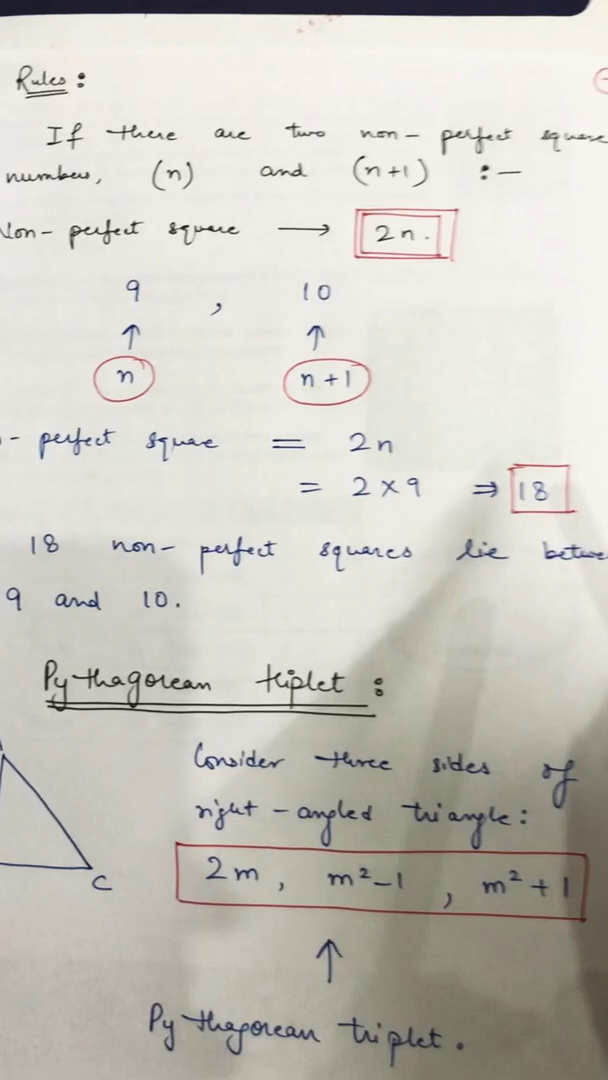 Rules :
If there are two non- perfect square
numbers, (n) and (n+1) :-
Non- perfect square → 2n.
9 , 10
↑ ↑
n n+1
- perfect square = 2n
= 2×9 ⇒ 18
18 non- perfect squares lie betwe
9 and 10.
Pythagorean triplet :
Consider three sides of
right-angled triangle:
C
2m, m²-1, m²+1
↑
Pythagorean triplet.